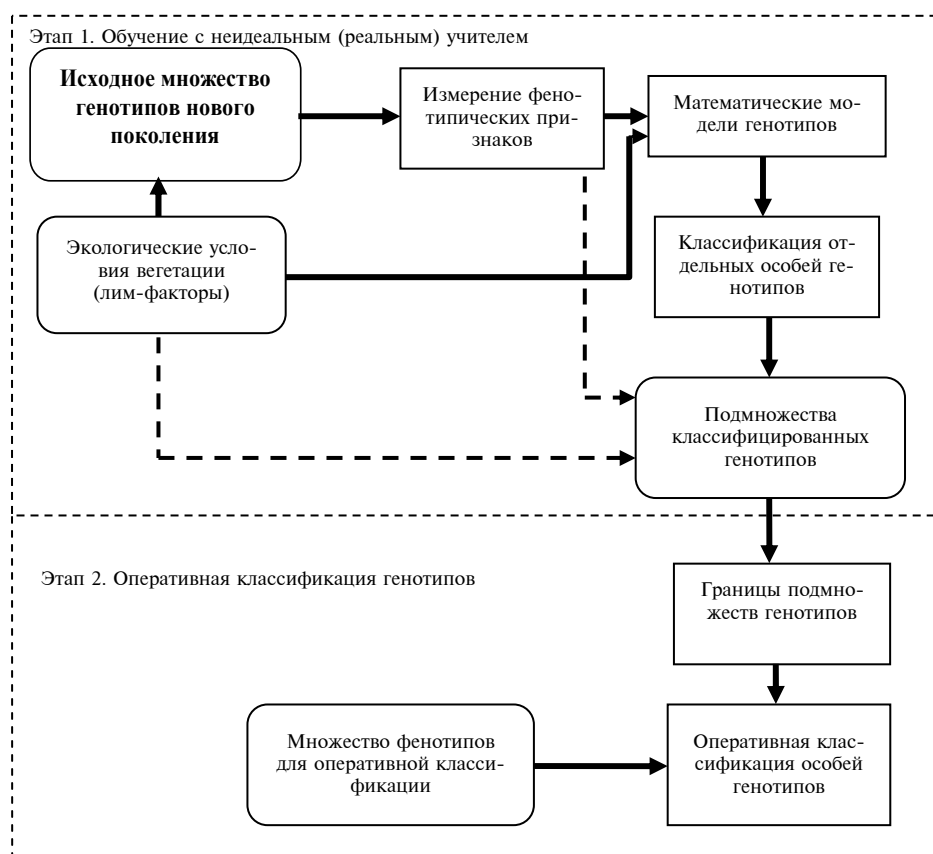 Этап 1. Обучение с неидеальным (реальным) учителем
Исходное множество
генотипов нового
поколения
Измерение фено-
типических при-
знаков
Математические мо-
дели генотипов
Экологические усло-
вия вегетации
(лим-факторы)
Классификация от-
дельных особей ге-
нотипов
Подмножества
классифицированных
генотипов
Этап 2. Оперативная классификация генотипов
Границы подмно-
жеств генотипов
Множество фенотипов
для оперативной класси-
фикации
Оперативная клас-
сификация особей
генотипов